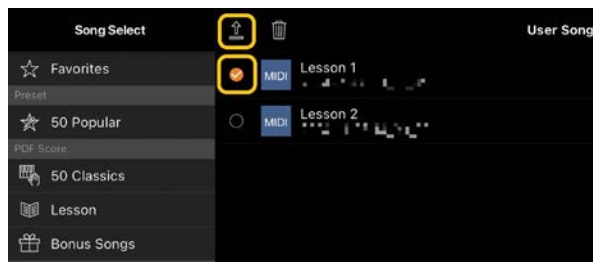 Song Select
User Song
Favorites
Preset
50 Popular
PDF Score
50 Classics
Lesson
Bonus Songs
MIDI Lesson 1
MIDI Lesson 2